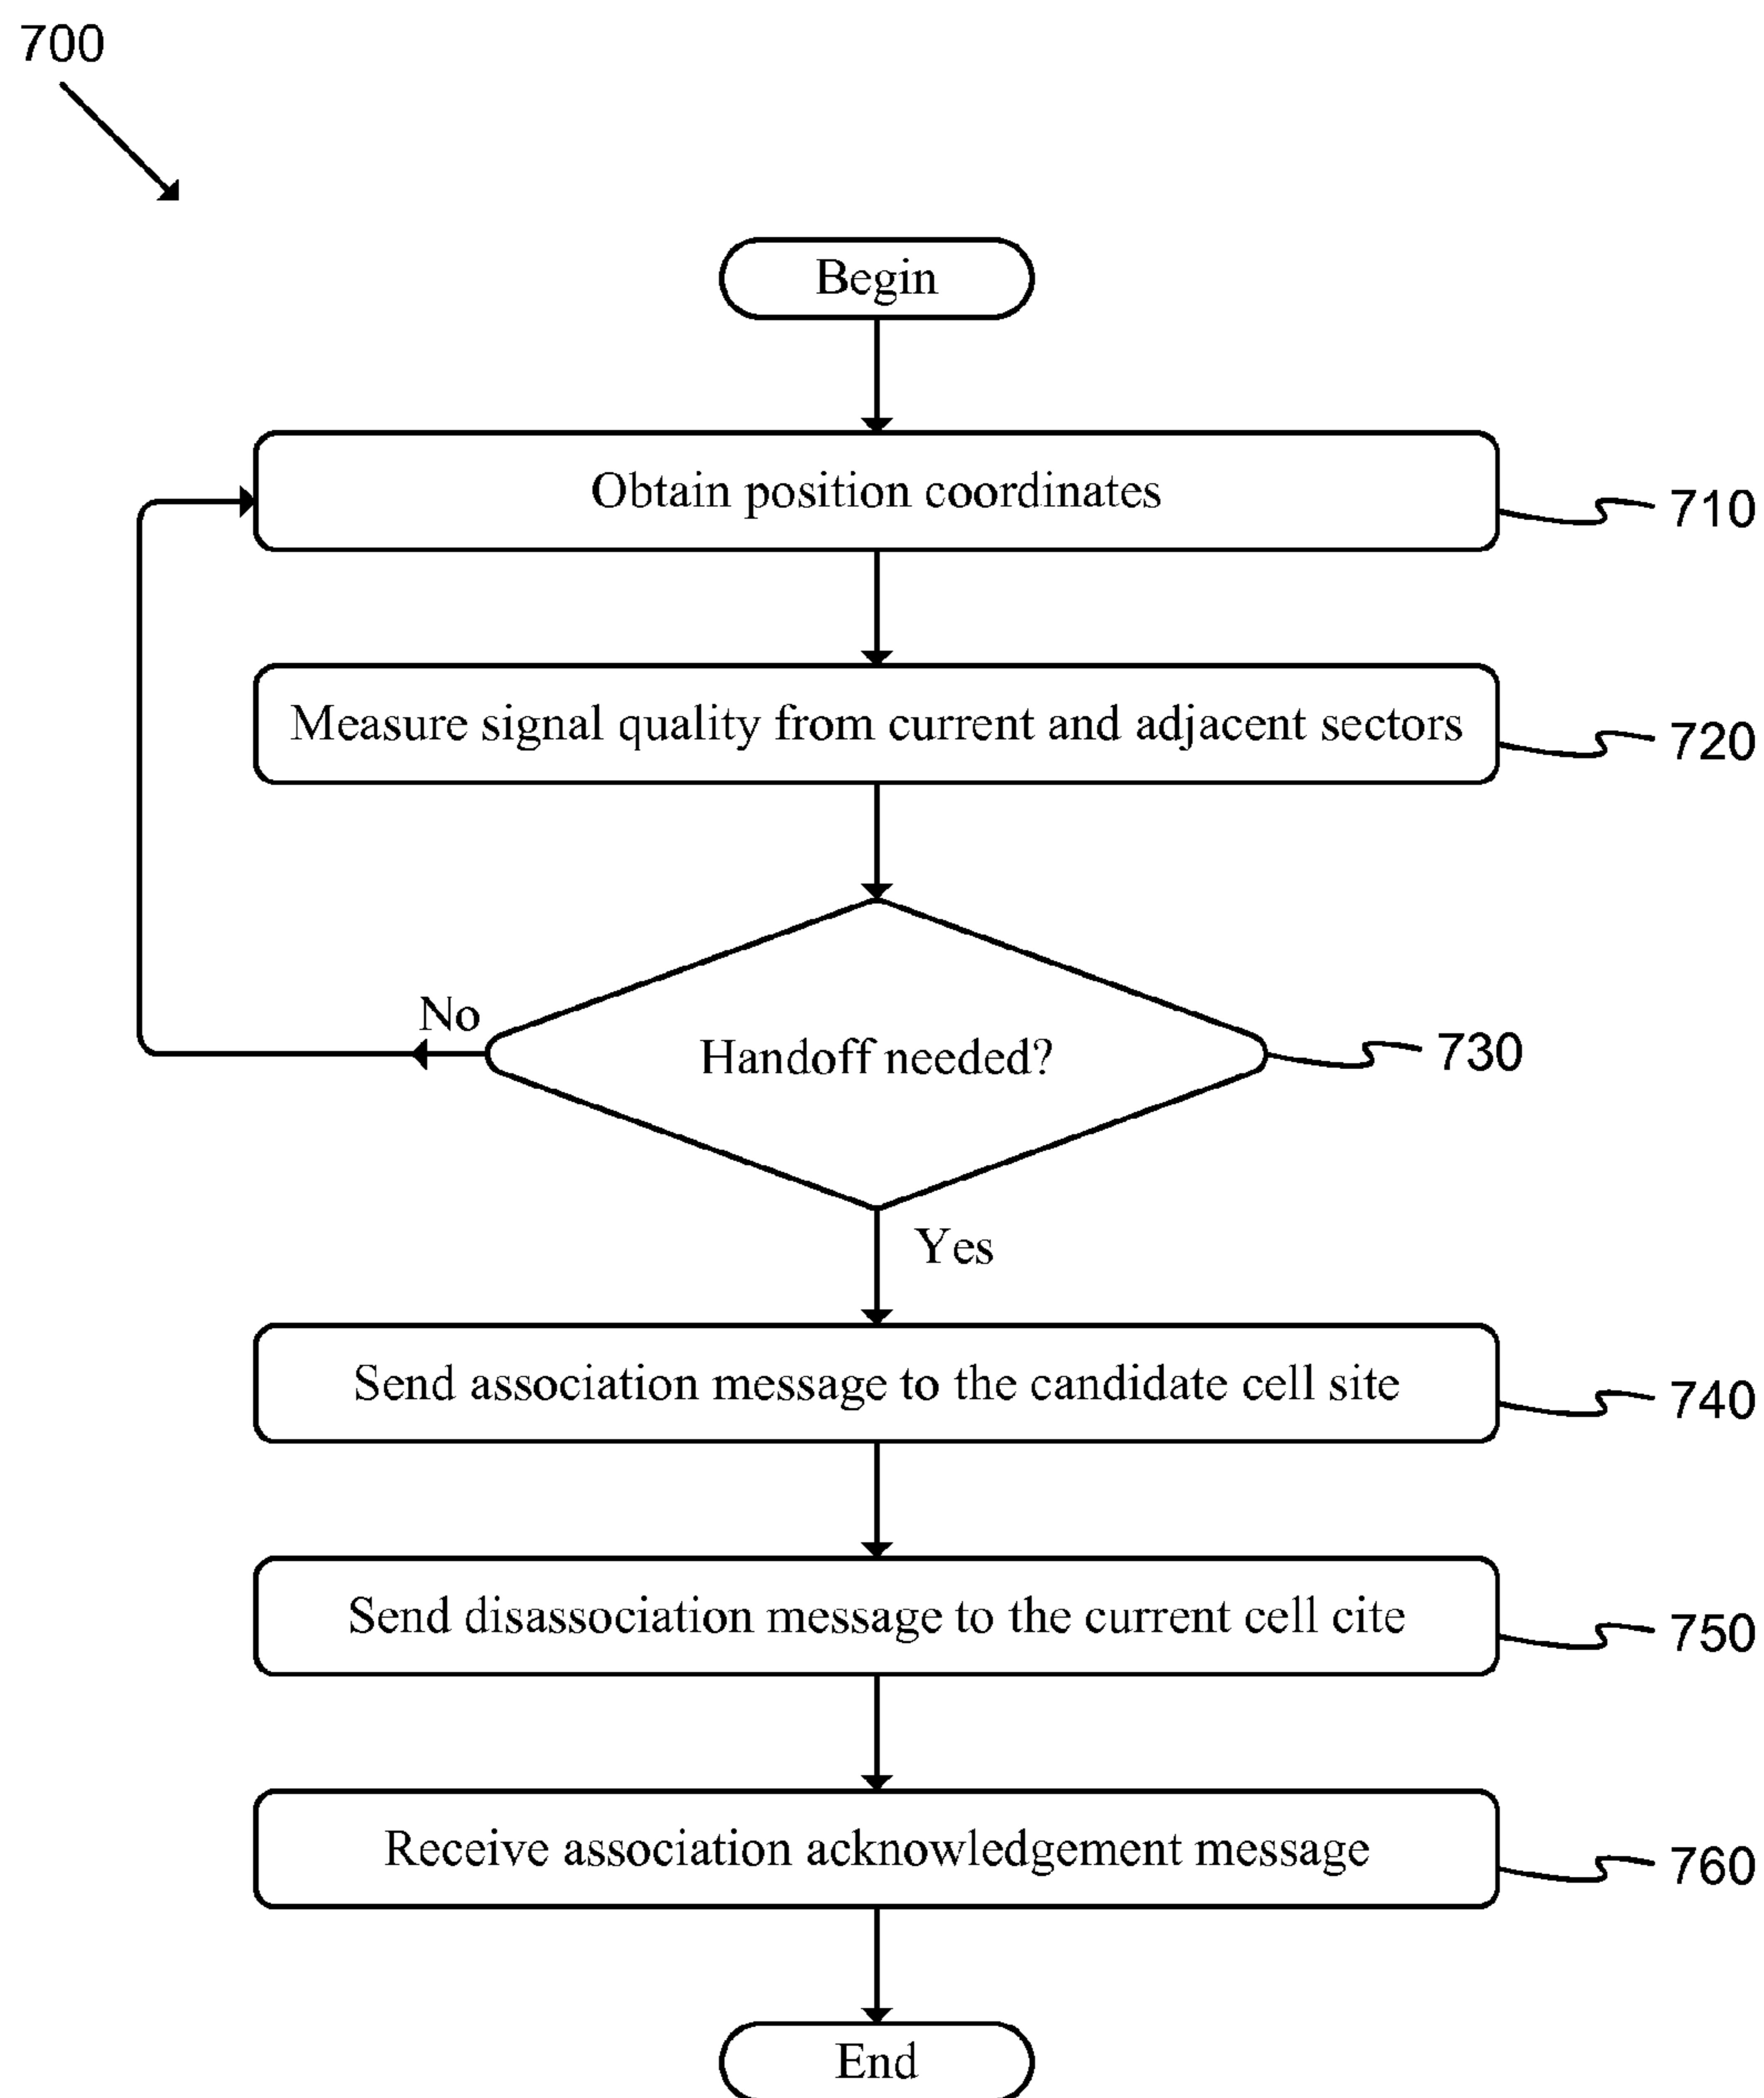 700
Begin
Obtain position coordinates
710
Measure signal quality from current and adjacent sectors
720
No
Handoff needed?
730
Yes
Send association message to the candidate cell site
740
Send disassociation message to the current cell cite
750
Receive association acknowledgement message
760
End